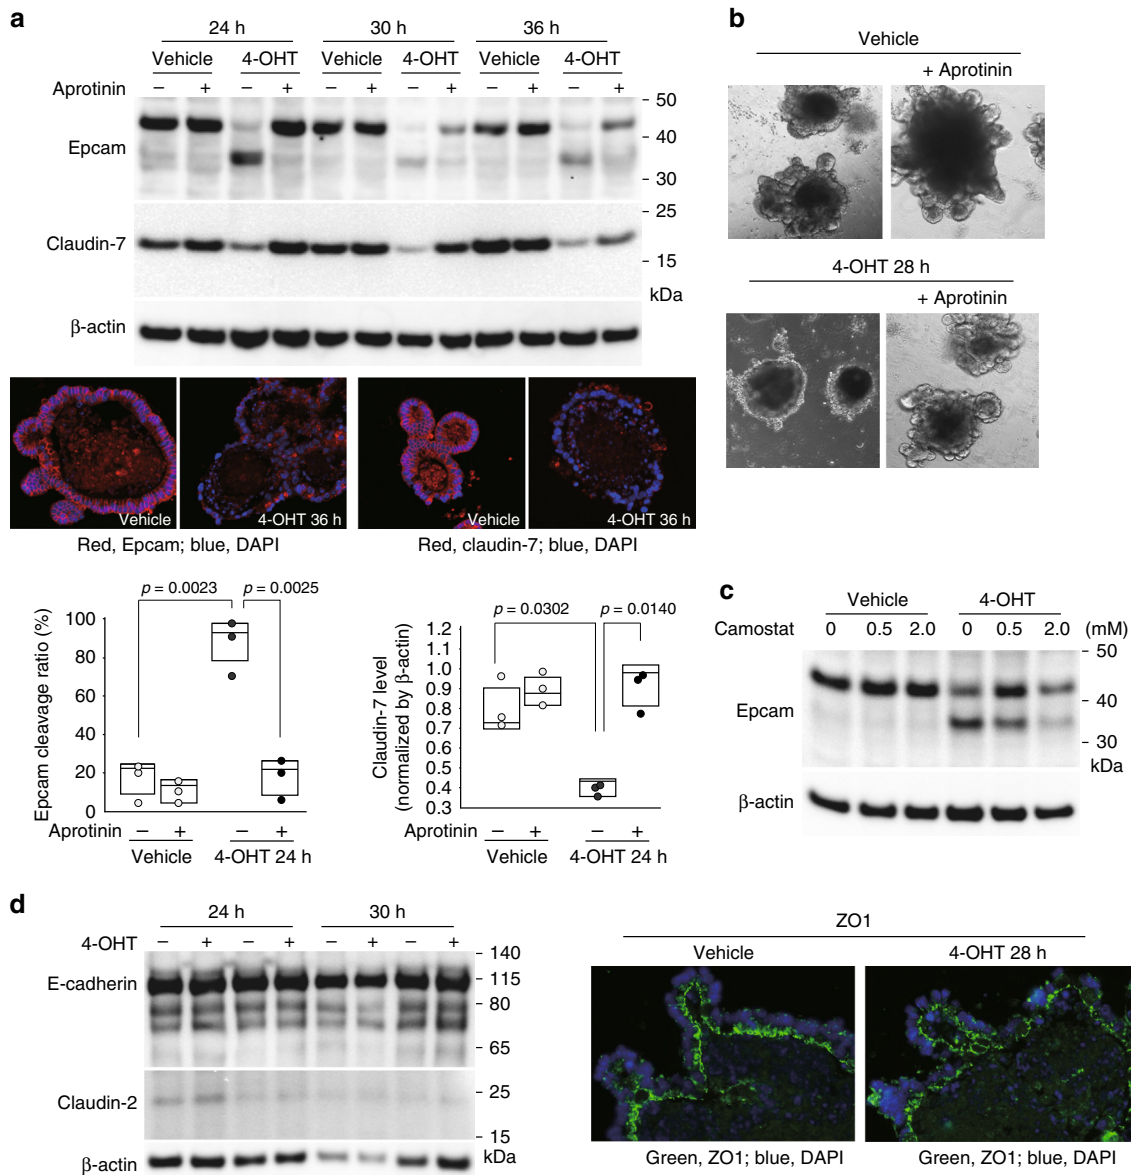 a
24 h 30 h 36 h
Vehicle 4-OHT Vehicle 4-OHT Vehicle 4-OHT
Aprotinin – + – + – + – + – + – +
50
Epcam
40
30
25
Claudin-7
15
kDa
β-actin
Vehicle 4-OHT 36 h Vehicle 4-OHT 36 h
Red, Epcam; blue, DAPI Red, claudin-7; blue, DAPI
p = 0.0023 p = 0.0025
Epcam cleavage ratio (%)
100
80
60
40
20
0
Aprotinin – + – +
Vehicle 4-OHT 24 h
p = 0.0302 p = 0.0140
Claudin-7 level
(normalized by β-actin)
1.2
1.1
1.0
0.9
0.8
0.7
0.6
0.5
0.4
0.3
Aprotinin – + – +
Vehicle 4-OHT 24 h
b
Vehicle
+ Aprotinin
4-OHT 28 h
+ Aprotinin
c
Vehicle 4-OHT
Camostat 0 0.5 2.0 0 0.5 2.0 (mM)
50
Epcam
40
30
kDa
β-actin
d
24 h 30 h
4-OHT – + – + – + – +
140
E-cadherin
115
80
65
Claudin-2
25
15
kDa
β-actin
ZO1
Vehicle 4-OHT 28 h
Green, ZO1; blue, DAPI Green, ZO1; blue, DAPI